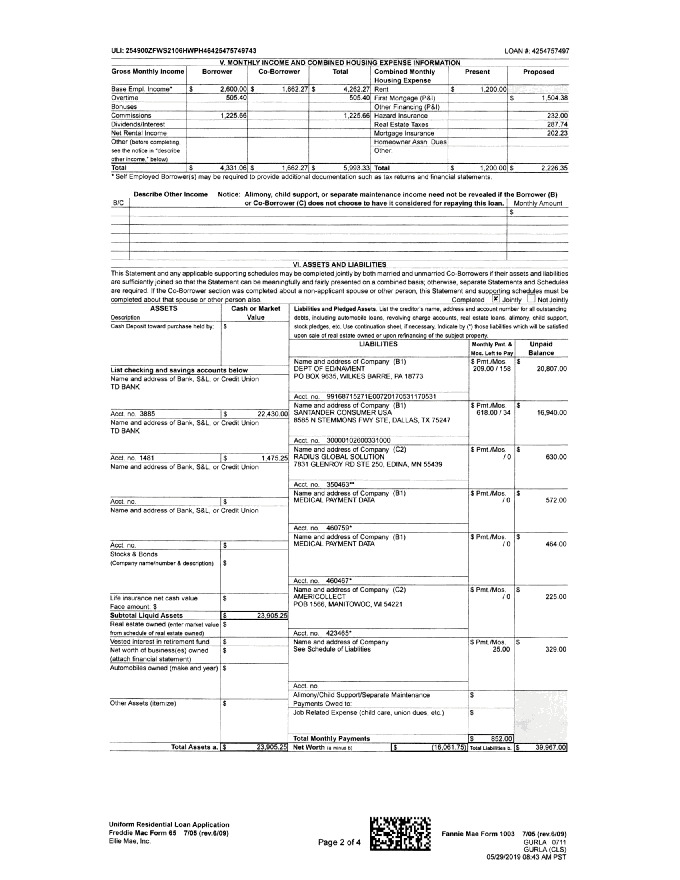 ULI: 254900ZFWS2106HWPH46425475749743 LOAN #: 4254757497
V. MONTHLY INCOME AND COMBINED HOUSING EXPENSE INFORMATION
Gross Monthly Income Borrower Co-Borrower Total Combined Monthly Housing Expense Present Proposed
Base Empl. Income* $ 2,600.00 $ 1,662.27 $ 4,262.27 Rent $ 1,200.00
Overtime 505.40 505.40 First Mortgage (P&I) $ 1,504.38
Bonuses Other Financing (P&I)
Commissions 1,225.66 1,225.66 Hazard Insurance 232.00
Dividends/Interest Real Estate Taxes 287.74
Net Rental Income Mortgage Insurance 202.23
Other (before completing Homeowner Assn. Dues
see the notice in "describe Other:
other income," below)
Total $ 4,331.06 $ 1,662.27 $ 5,993.33 Total $ 1,200.00 $ 2,226.35
* Self Employed Borrower(s) may be required to provide additional documentation such as tax returns and financial statements.
Describe Other Income Notice: Alimony, child support, or separate maintenance income need not be revealed if the Borrower (B)
B/C or Co-Borrower (C) does not choose to have it considered for repaying this loan. Monthly Amount
$
VI. ASSETS AND LIABILITIES
This Statement and any applicable supporting schedules may be completed jointly by both married and unmarried Co-Borrowers if their assets and liabilities
are sufficiently joined so that the Statement can be meaningfully and fairly presented on a combined basis; otherwise, separate Statements and Schedules
are required. If the Co-Borrower section was completed about a non-applicant spouse or other person, this Statement and supporting schedules must be
completed about that spouse or other person also. Completed X Jointly Not Jointly
ASSETS Cash or Market Value
Description
Cash Deposit toward purchase held by: $
Liabilities and Pledged Assets. List the creditor's name, address and account number for all outstanding
debts, including automobile loans, revolving charge accounts, real estate loans, alimony, child support,
stock pledges, etc. Use continuation sheet, if necessary. Indicate by (*) those liabilities which will be satisfied
upon sale of real estate owned or upon refinancing of the subject property.
LIABILITIES Monthly Pmt. & Mos. Left to Pay Unpaid Balance
List checking and savings accounts below
Name and address of Bank, S&L, or Credit Union
TD BANK
Acct. no. 3885 $ 22,430.00
Name and address of Bank, S&L, or Credit Union
TD BANK
Acct. no. 1481 $ 1,475.25
Name and address of Bank, S&L, or Credit Union
Acct. no. $
Name and address of Bank, S&L, or Credit Union
Acct. no. $
Stocks & Bonds
(Company name/number & description) $
Life insurance net cash value $
Face amount: $
Subtotal Liquid Assets $ 23,905.25
Real estate owned (enter market value $
from schedule of real estate owned)
Vested interest in retirement fund $
Net worth of business(es) owned $
(attach financial statement)
Automobiles owned (make and year) $
Other Assets (itemize) $
Total Assets a. $ 23,905.25
Name and address of Company (B1) $ Pmt./Mos. $
DEPT OF ED/NAVIENT 209.00 / 158 20,807.00
PO BOX 9635, WILKES BARRE, PA 18773
Acct. no. 99168715271E00720170531170531
Name and address of Company (B1) $ Pmt./Mos. $
SANTANDER CONSUMER USA 618.00 / 34 16,940.00
8585 N STEMMONS FWY STE, DALLAS, TX 75247
Acct. no. 30000102600331000
Name and address of Company (C2) $ Pmt./Mos. $
RADIUS GLOBAL SOLUTION / 0 630.00
7831 GLENROY RD STE 250, EDINA, MN 55439
Acct. no. 350463**
Name and address of Company (B1) $ Pmt./Mos. $
MEDICAL PAYMENT DATA / 0 572.00
Acct. no. 460759*
Name and address of Company (B1) $ Pmt./Mos. $
MEDICAL PAYMENT DATA / 0 464.00
Acct. no. 460467*
Name and address of Company (C2) $ Pmt./Mos. $
AMERICOLLECT / 0 225.00
POB 1566, MANITOWOC, WI 54221
Acct. no. 423465*
Name and address of Company $ Pmt./Mos. $
See Schedule of Liabilities 25.00 329.00
Acct. no.
Alimony/Child Support/Separate Maintenance $
Payments Owed to:
Job Related Expense (child care, union dues, etc.) $
Total Monthly Payments $ 852.00
Net Worth (a minus b) $ (16,061.75) Total Liabilities b. $ 39,967.00
Uniform Residential Loan Application
Freddie Mac Form 65 7/05 (rev.6/09)
Ellie Mae, Inc.
Page 2 of 4
Fannie Mae Form 1003 7/05 (rev.6/09)
GURLA 0711
GURLA (CLS)
05/29/2019 08:43 AM PST